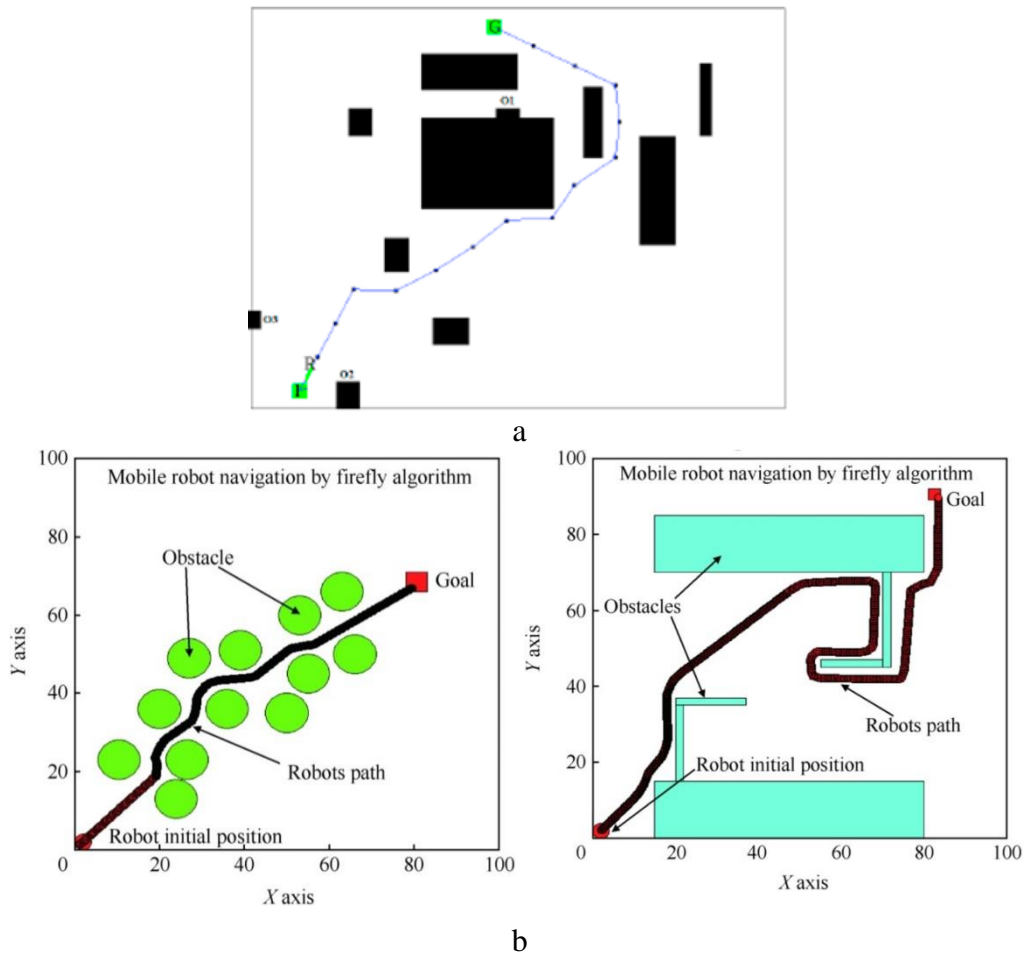 G
O1
O3
R
O2
a
100
Mobile robot navigation by firefly algorithm
80
Obstacle
Goal
60
Y axis
40
Robots path
20
Robot initial position
0
20
40
60
80
100
X axis
100
Mobile robot navigation by firefly algorithm
Goal
80
60
Obstacles
Y axis
40
Robots path
20
Robot initial position
0
20
40
60
80
100
X axis
b